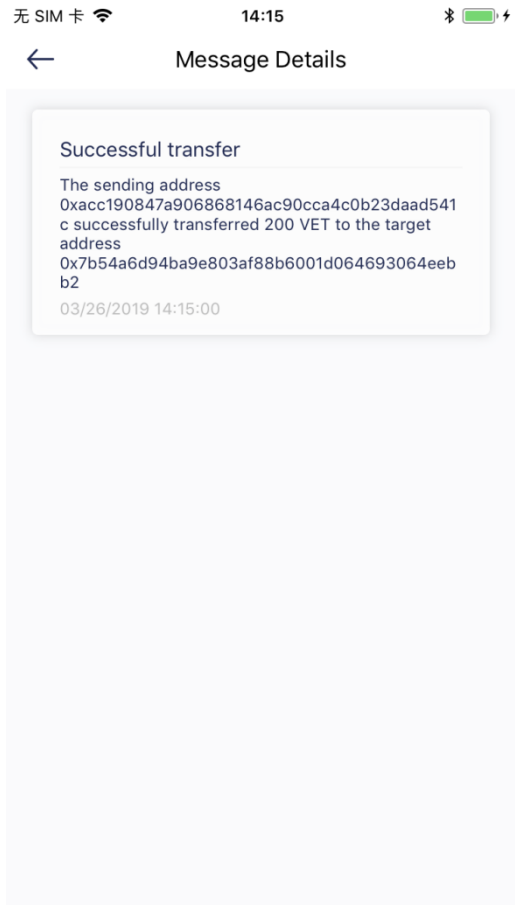 无 SIM 卡 14:15
Message Details
Successful transfer
The sending address
0xacc190847a906868146ac90cca4c0b23daad541
c successfully transferred 200 VET to the target
address
0x7b54a6d94ba9e803af88b6001d064693064eeb
b2
03/26/2019 14:15:00